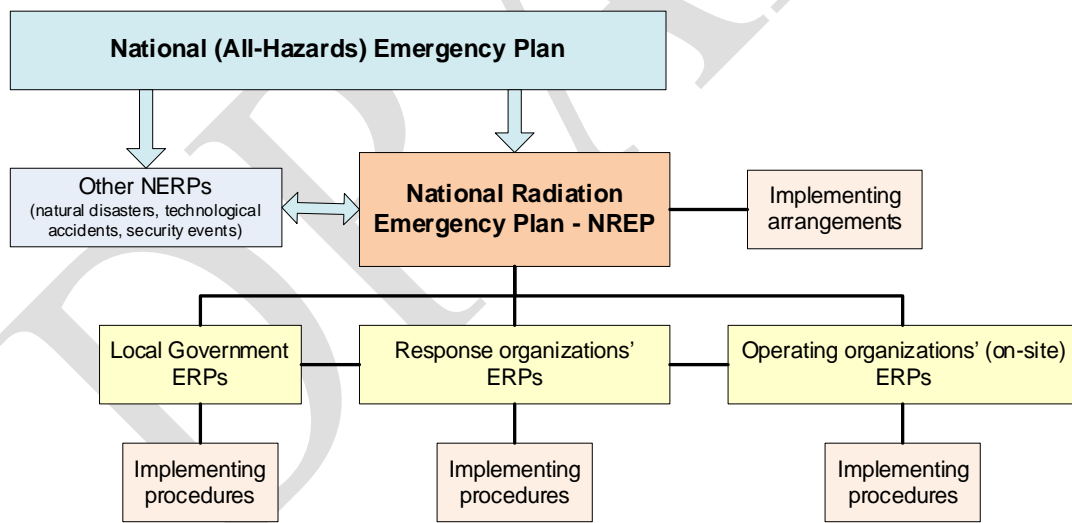 National (All-Hazards) Emergency Plan
Other NERPs
(natural disasters, technological
accidents, security events)
National Radiation
Emergency Plan - NREP
Implementing
arrangements
Local Government
ERPs
Response organizations’
ERPs
Operating organizations’ (on-site)
ERPs
Implementing
procedures
Implementing
procedures
Implementing
procedures